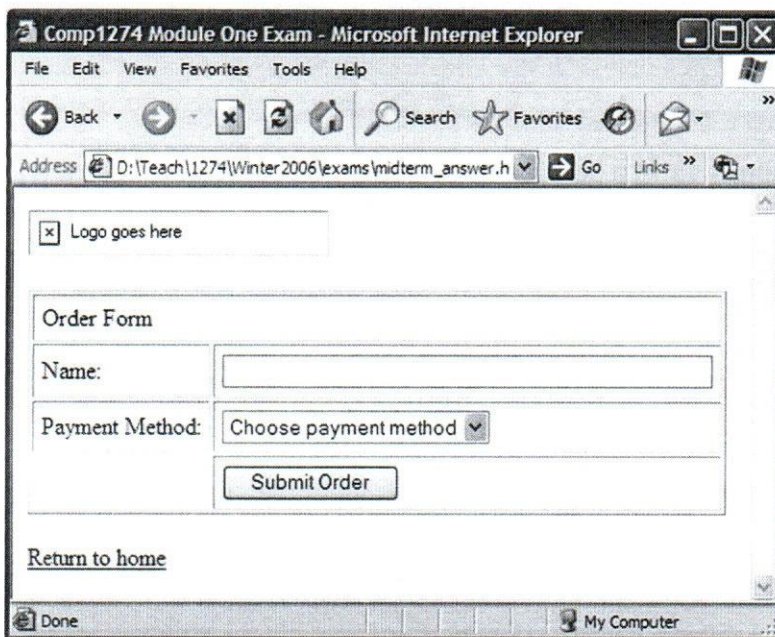 Comp1274 Module One Exam - Microsoft Internet Explorer
File Edit View Favorites Tools Help
Back Search Favorites »
Address D:\Teach\1274\Winter2006\exams\midterm_answer.h Go Links »
Logo goes here
Order Form
Name:
Payment Method: Choose payment method
Submit Order
Return to home
Done My Computer